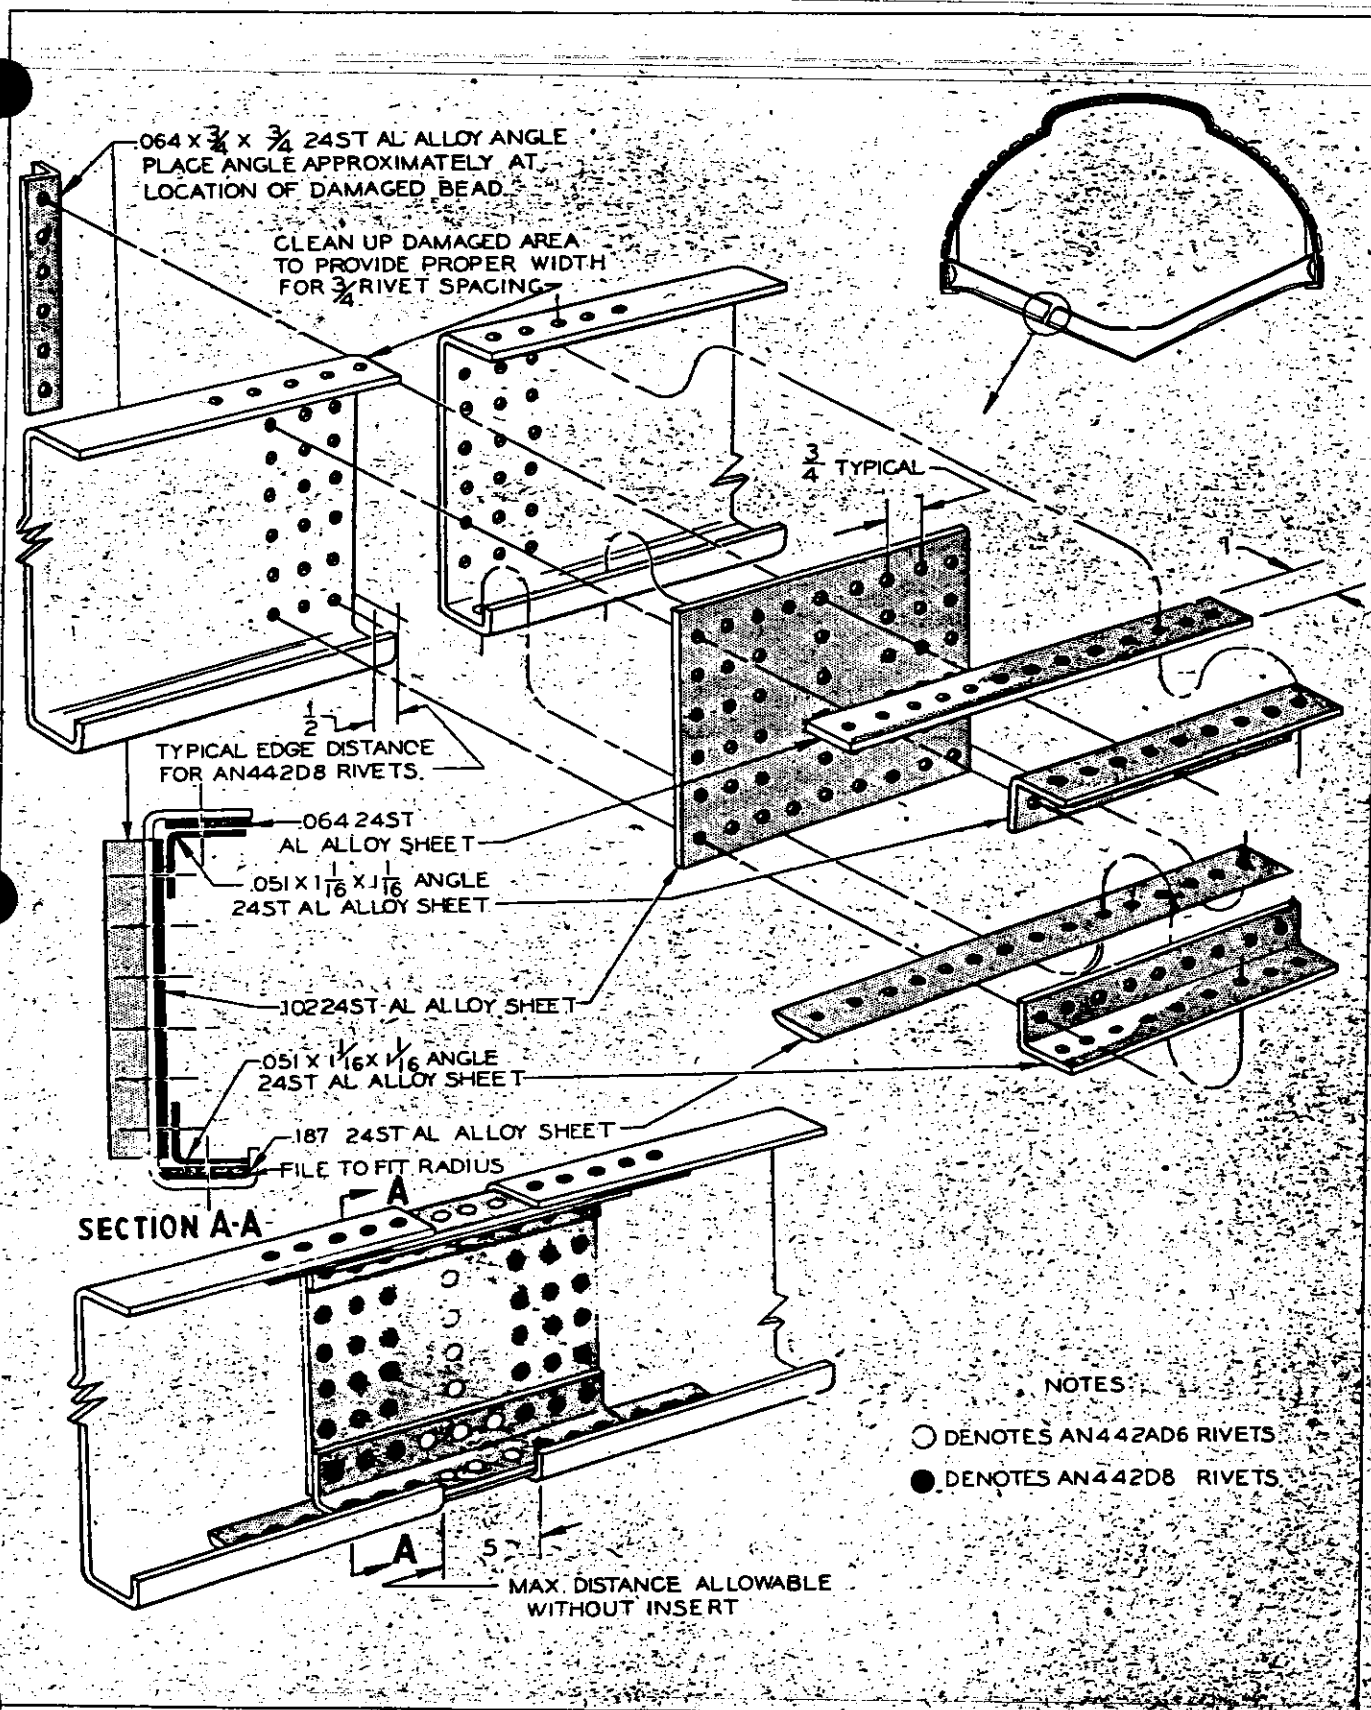 .064 X 3/4 X 3/4 24ST AL ALLOY ANGLE
PLACE ANGLE APPROXIMATELY AT
LOCATION OF DAMAGED BEAD
CLEAN UP DAMAGED AREA
TO PROVIDE PROPER WIDTH
FOR 3/4 RIVET SPACING
3/4 TYPICAL
1/2
TYPICAL EDGE DISTANCE
FOR AN442D8 RIVETS.
.064 24ST
AL ALLOY SHEET
.051 X 1 1/16 X 1 1/16 ANGLE
24ST AL ALLOY SHEET
.102 24ST AL ALLOY SHEET
.051 X 1 1/16 X 1 1/16 ANGLE
24ST AL ALLOY SHEET
.187 24ST AL ALLOY SHEET
FILE TO FIT RADIUS
SECTION A-A
A
A
5
MAX. DISTANCE ALLOWABLE
WITHOUT INSERT
NOTES
DENOTES AN442AD6 RIVETS
DENOTES AN442D8 RIVETS